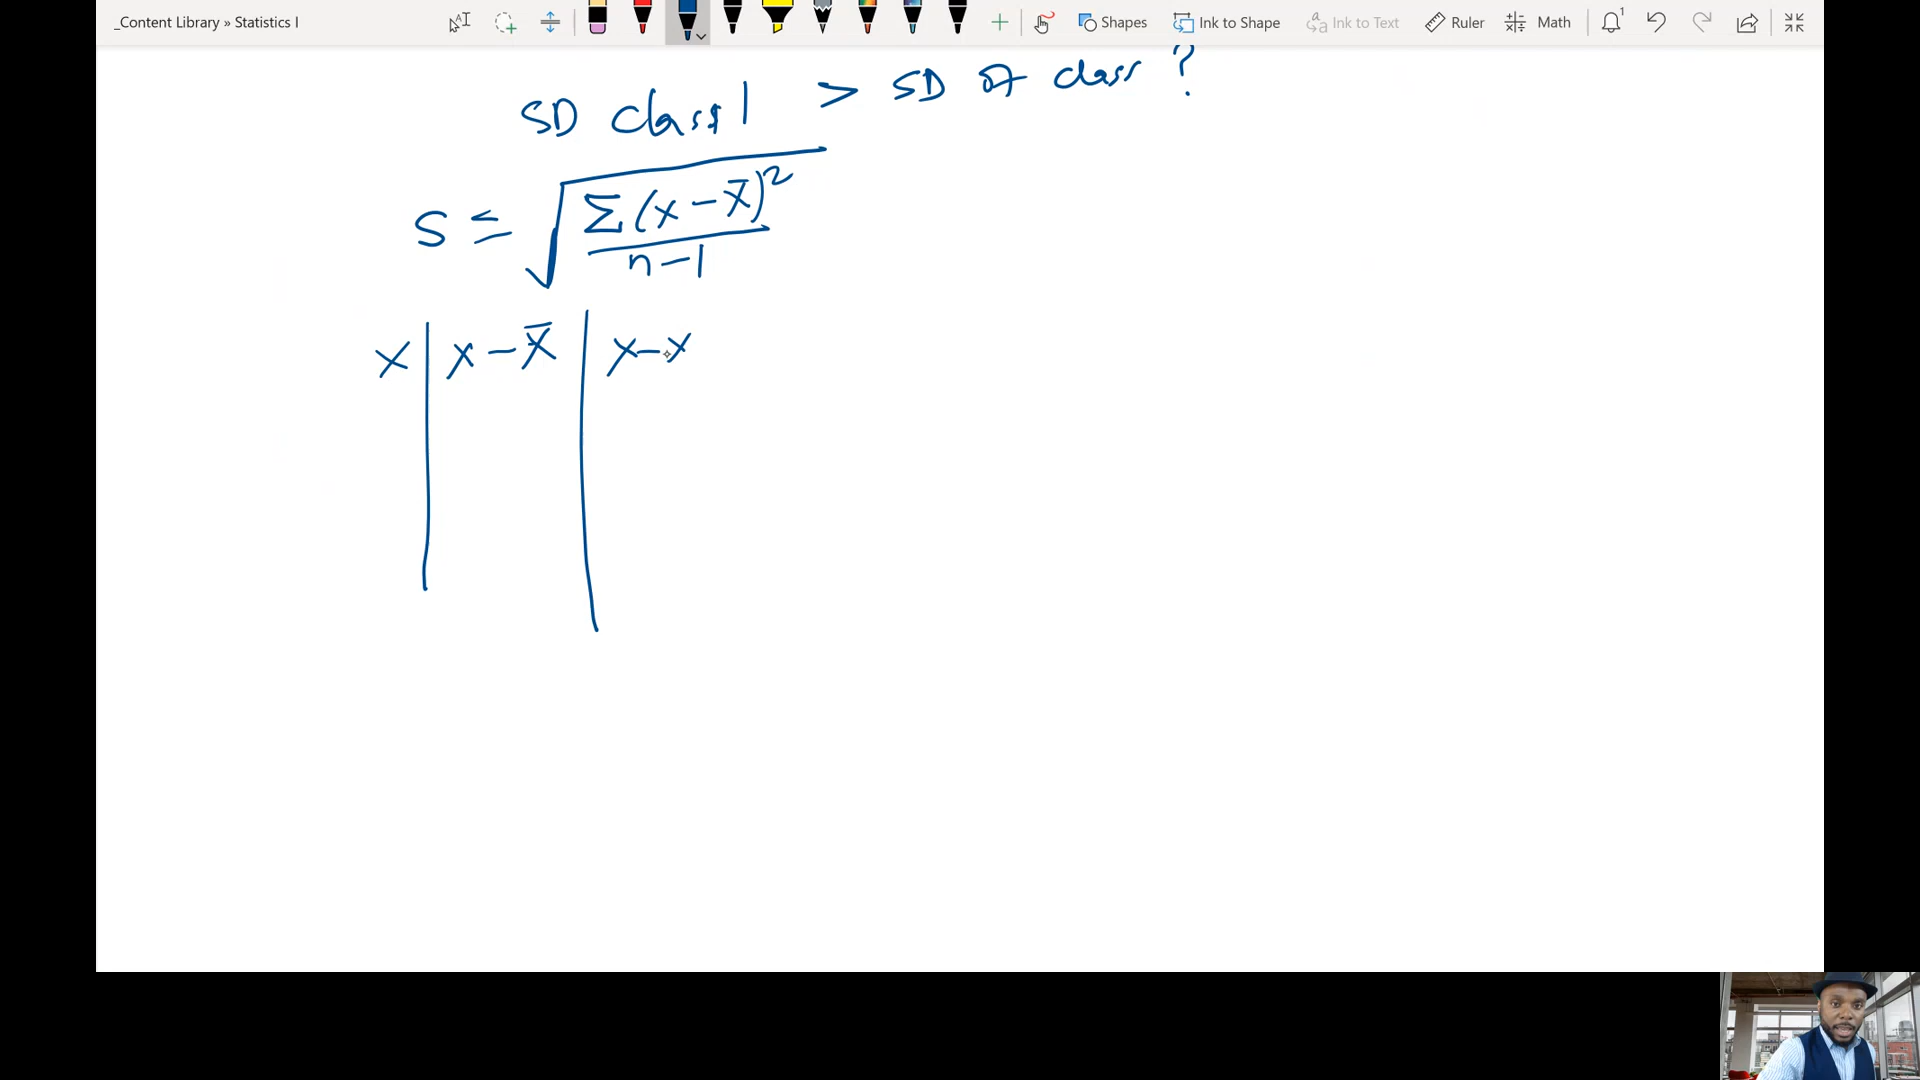 _Content Library » Statistics I
Shapes Ink to Shape Ink to Text Ruler Math 1
SD class 1 > SD of class ?
S = √ Σ(x - x̄)²
n-1
x | x - x̄ | x-x